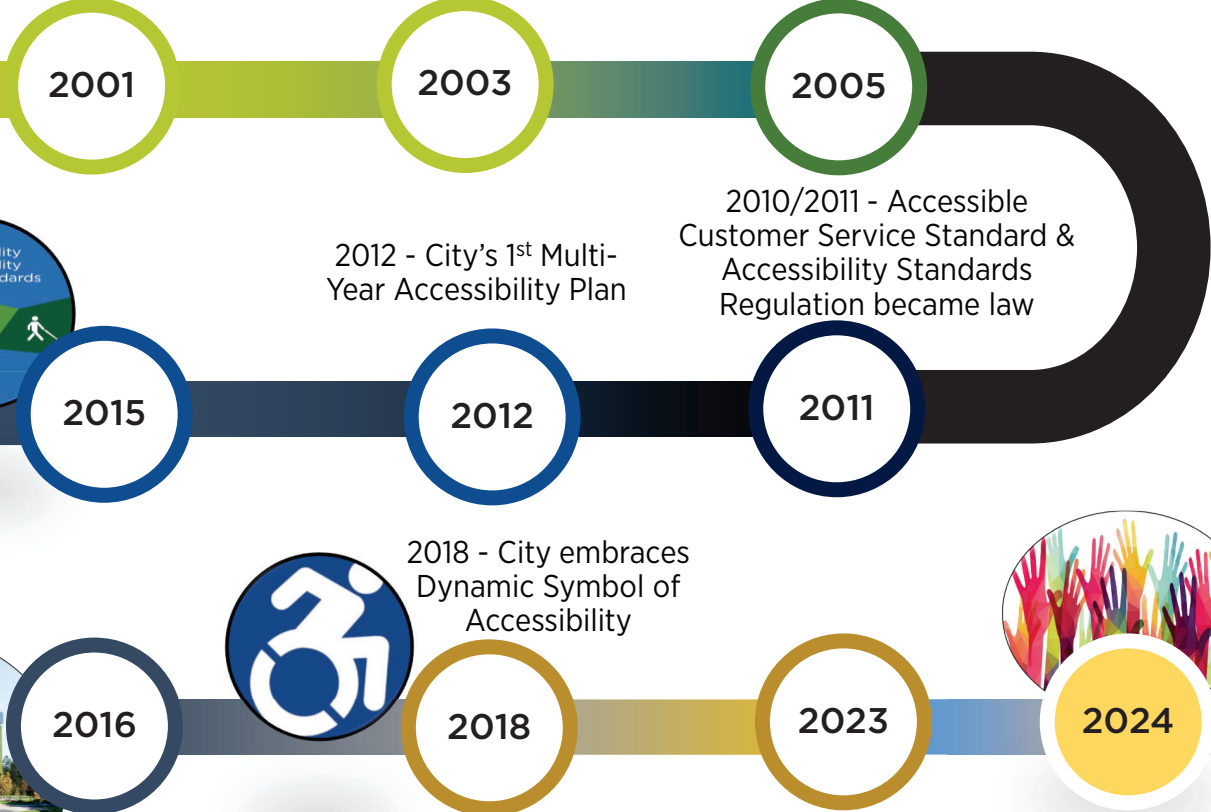 2001
2003
2005
2010/2011 - Accessible
Customer Service Standard &
Accessibility Standards
Regulation became law
2012 - City's 1st Multi-
Year Accessibility Plan
2015
2012
2011
2018 - City embraces
Dynamic Symbol of
Accessibility
2016
2018
2023
2024